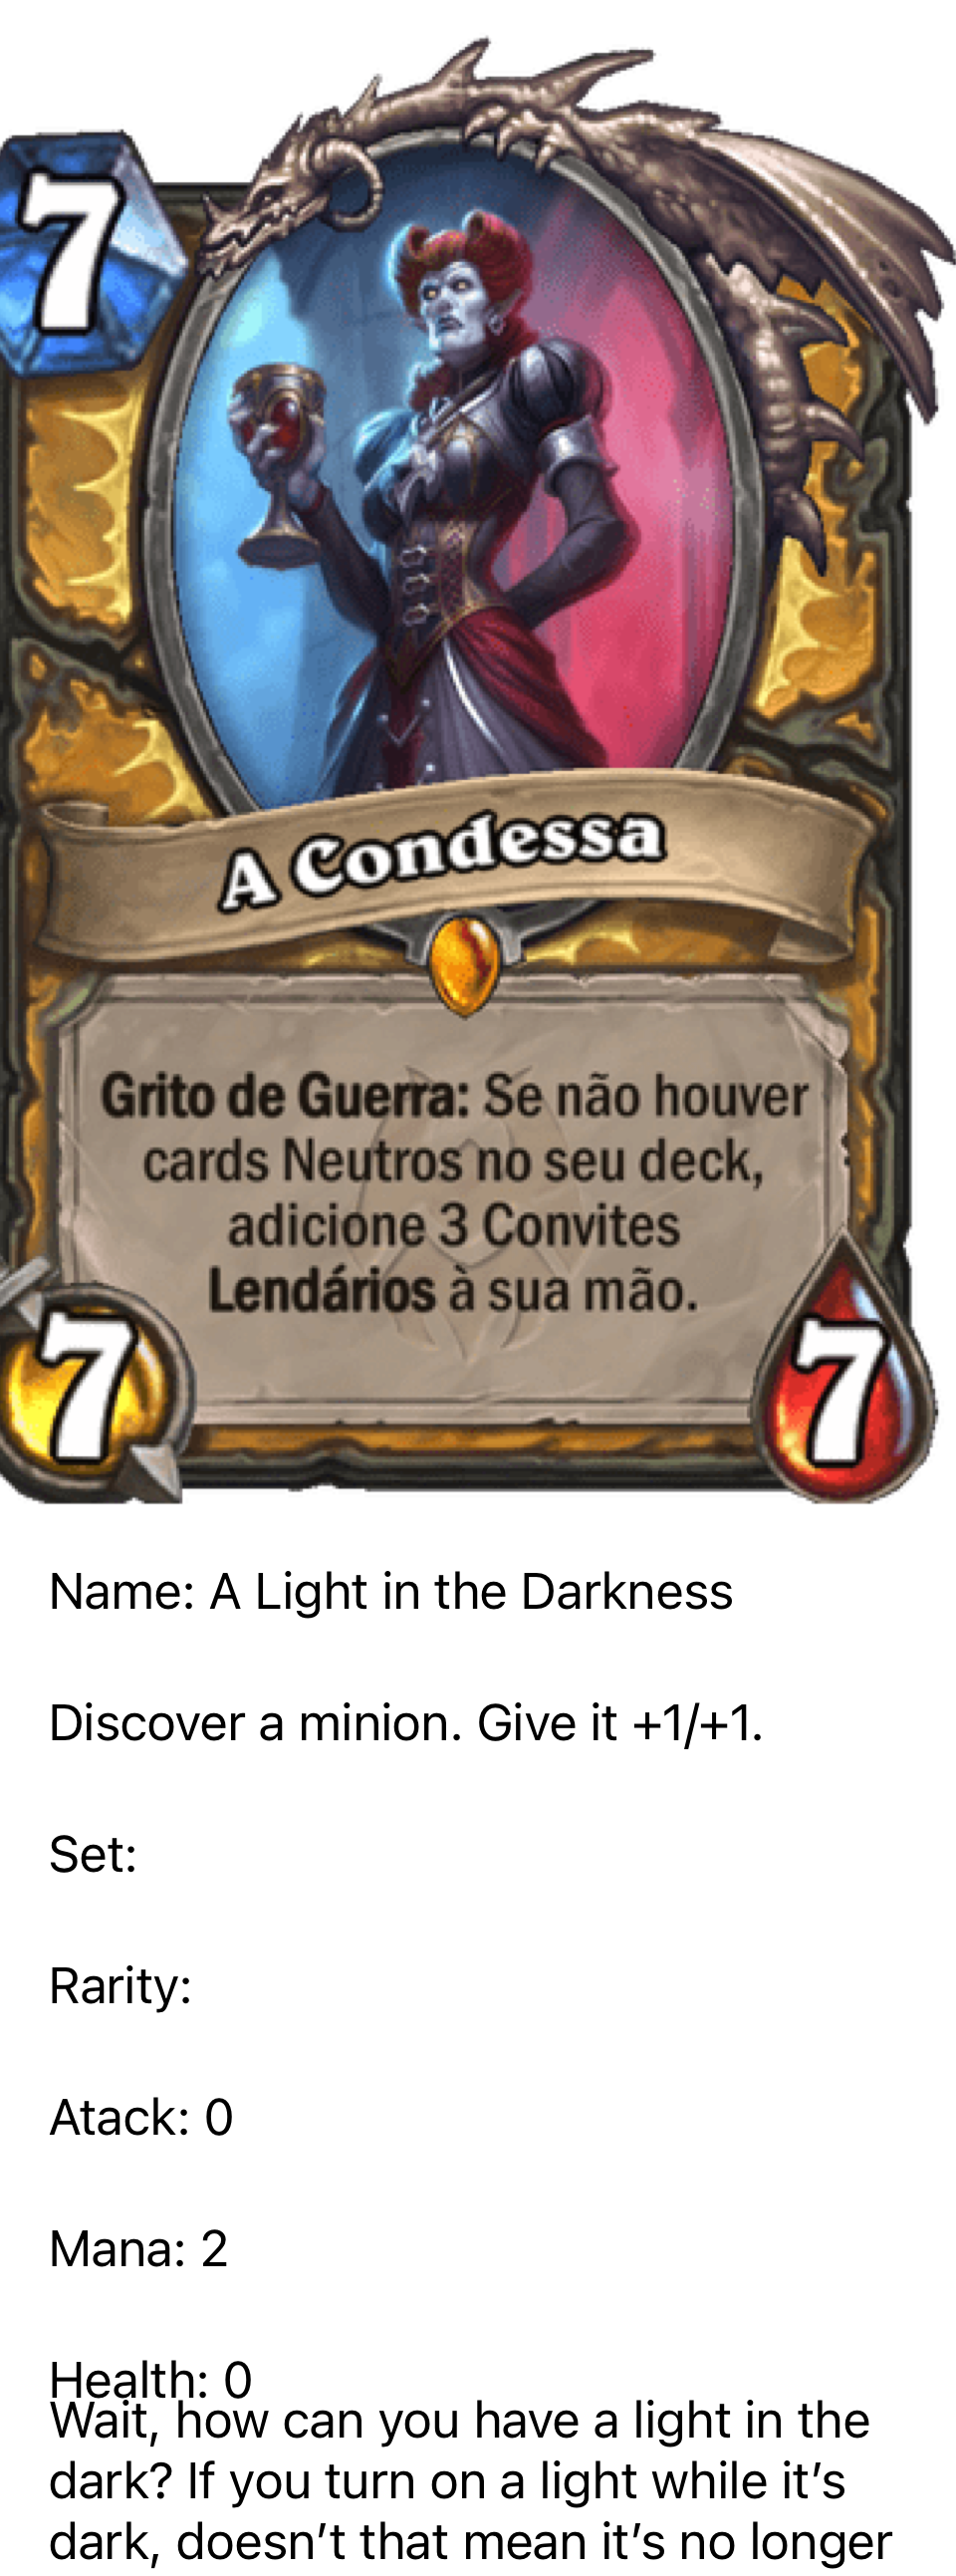 7
A Condessa
Grito de Guerra: Se não houver
cards Neutros no seu deck,
adicione 3 Convites
Lendários à sua mão.
7
7
Name: A Light in the Darkness
Discover a minion. Give it +1/+1.
Set:
Rarity:
Atack: 0
Mana: 2
Health: 0
Wait, how can you have a light in the
dark? If you turn on a light while it’s
dark, doesn’t that mean it’s no longer